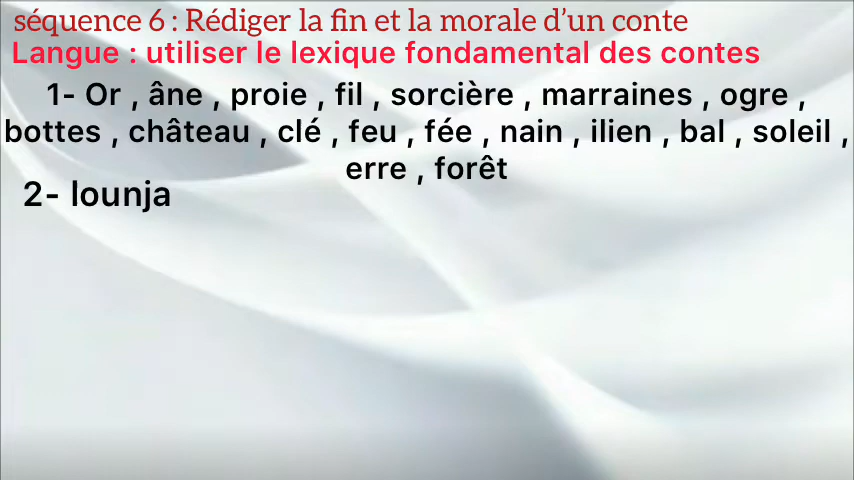 séquence 6 : Rédiger la fin et la morale d’un conte
Langue : utiliser le lexique fondamental des contes
1- Or , âne , proie , fil , sorcière , marraines , ogre ,
bottes , château , clé , feu , fée , nain , ilien , bal , soleil ,
erre , forêt
2- lounja